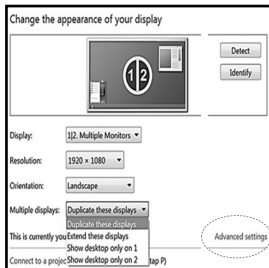 Change the appearance of your display
1 2
Detect
Identify
Display:
1|2. Multiple Monitors
Resolution:
1920 × 1080
Orientation:
Landscape
Multiple displays:
Duplicate these displays
Duplicate these displays
Extend these displays
Show desktop only on 1
Show desktop only on 2
This is currently you
Advanced settings
Connect to a projec
tap P)